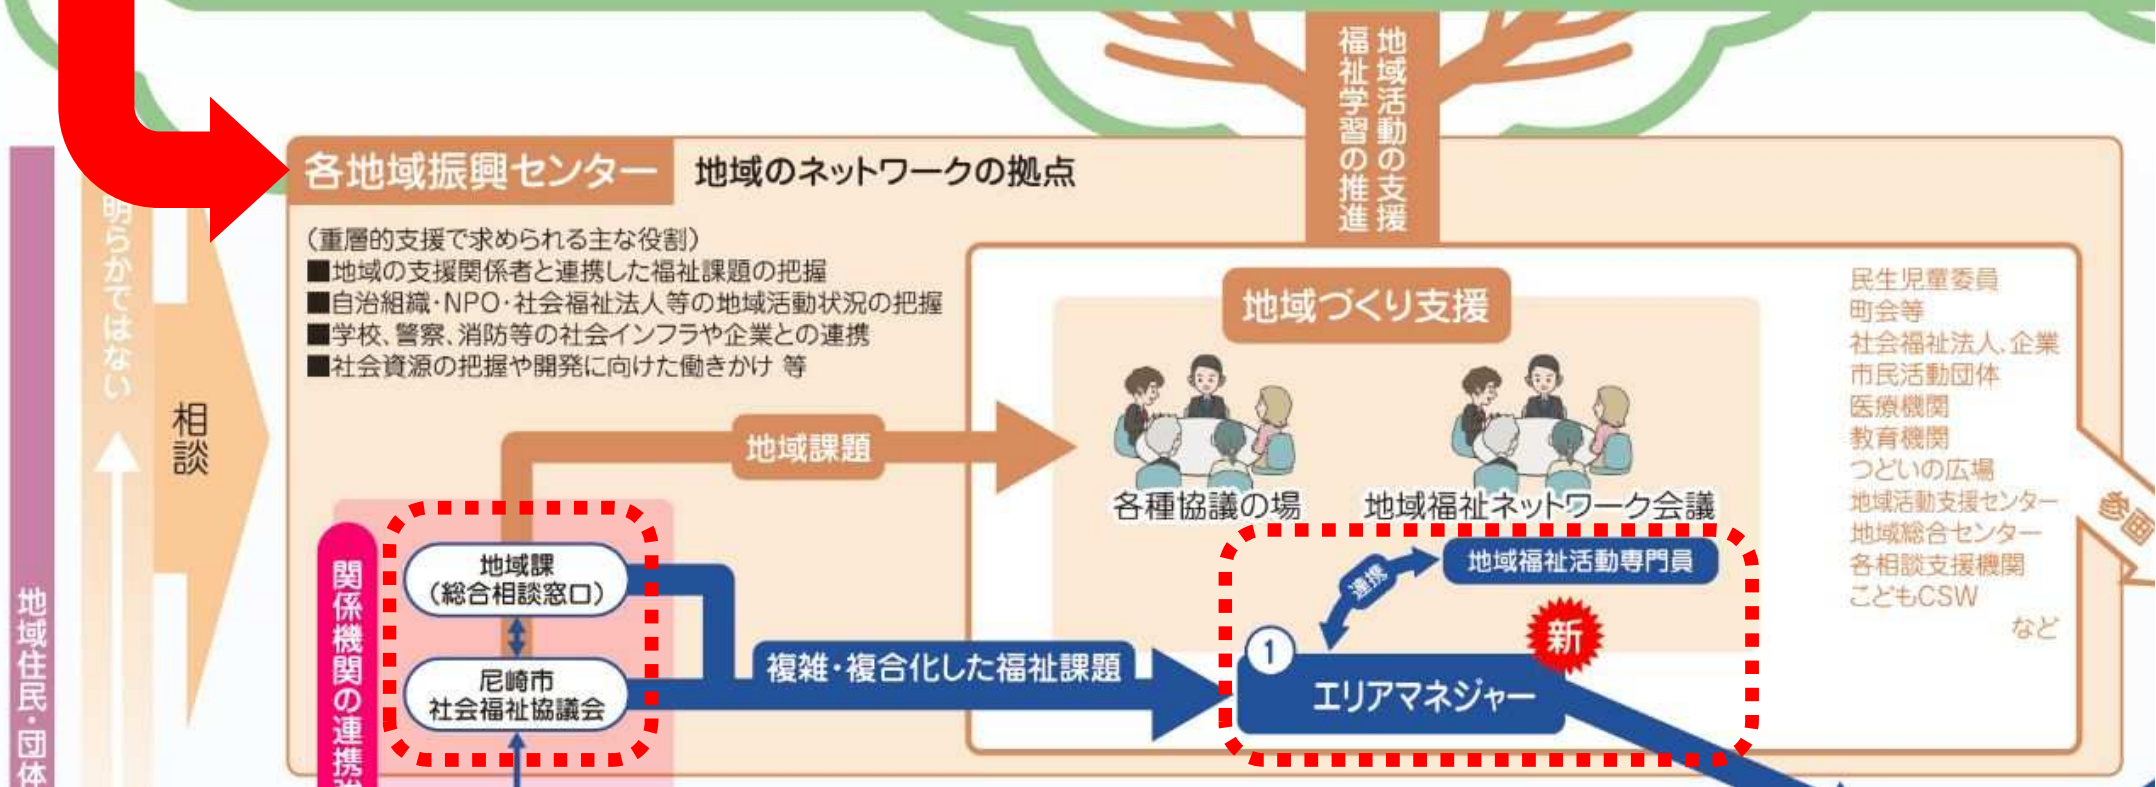 地域活動の支援
福祉学習の推進
各地域振興センター
地域のネットワークの拠点
(重層的支援で求められる主な役割)
■地域の支援関係者と連携した福祉課題の把握
■自治組織・NPO・社会福祉法人等の地域活動状況の把握
■学校、警察、消防等の社会インフラや企業との連携
■社会資源の把握や開発に向けた働きかけ 等
明らかではない
相談
地域住民・団体
地域づくり支援
各種協議の場
地域福祉ネットワーク会議
民生児童委員
町会等
社会福祉法人、企業
市民活動団体
医療機関
教育機関
つどいの広場
地域活動支援センター
地域総合センター
各相談支援機関
こどもCSW
など
参画
地域課題
関係機関の連携
地域課
(総合相談窓口)
尼崎市
社会福祉協議会
複雑・複合化した福祉課題
地域福祉活動専門員
連携
新
1
エリアマネジャー